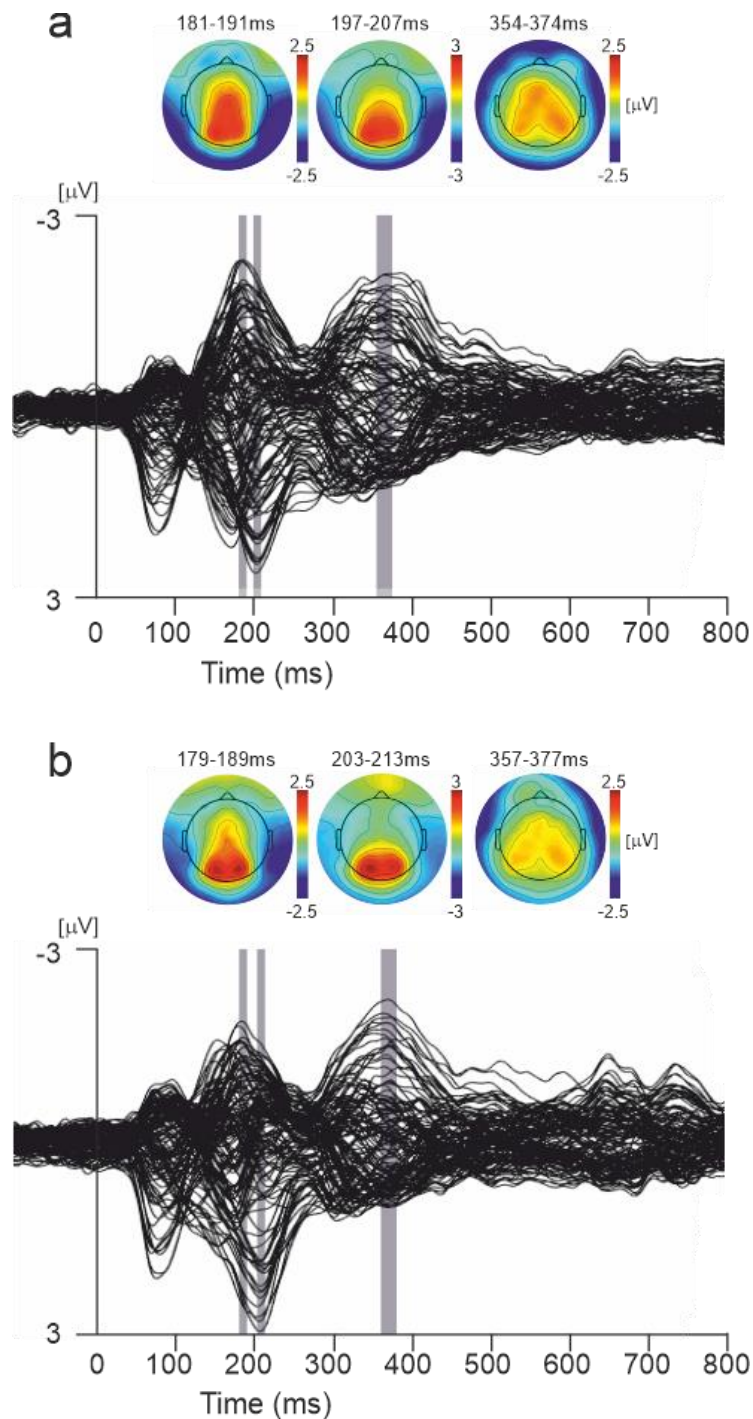 a
181-191ms 197-207ms 354-374ms
2.5 3 2.5
[µV]
-2.5 -3 -2.5
[µV]
-3
3
0 100 200 300 400 500 600 700 800
Time (ms)
b
179-189ms 203-213ms 357-377ms
2.5 3 2.5
[µV]
-2.5 -3 -2.5
[µV]
-3
3
0 100 200 300 400 500 600 700 800
Time (ms)